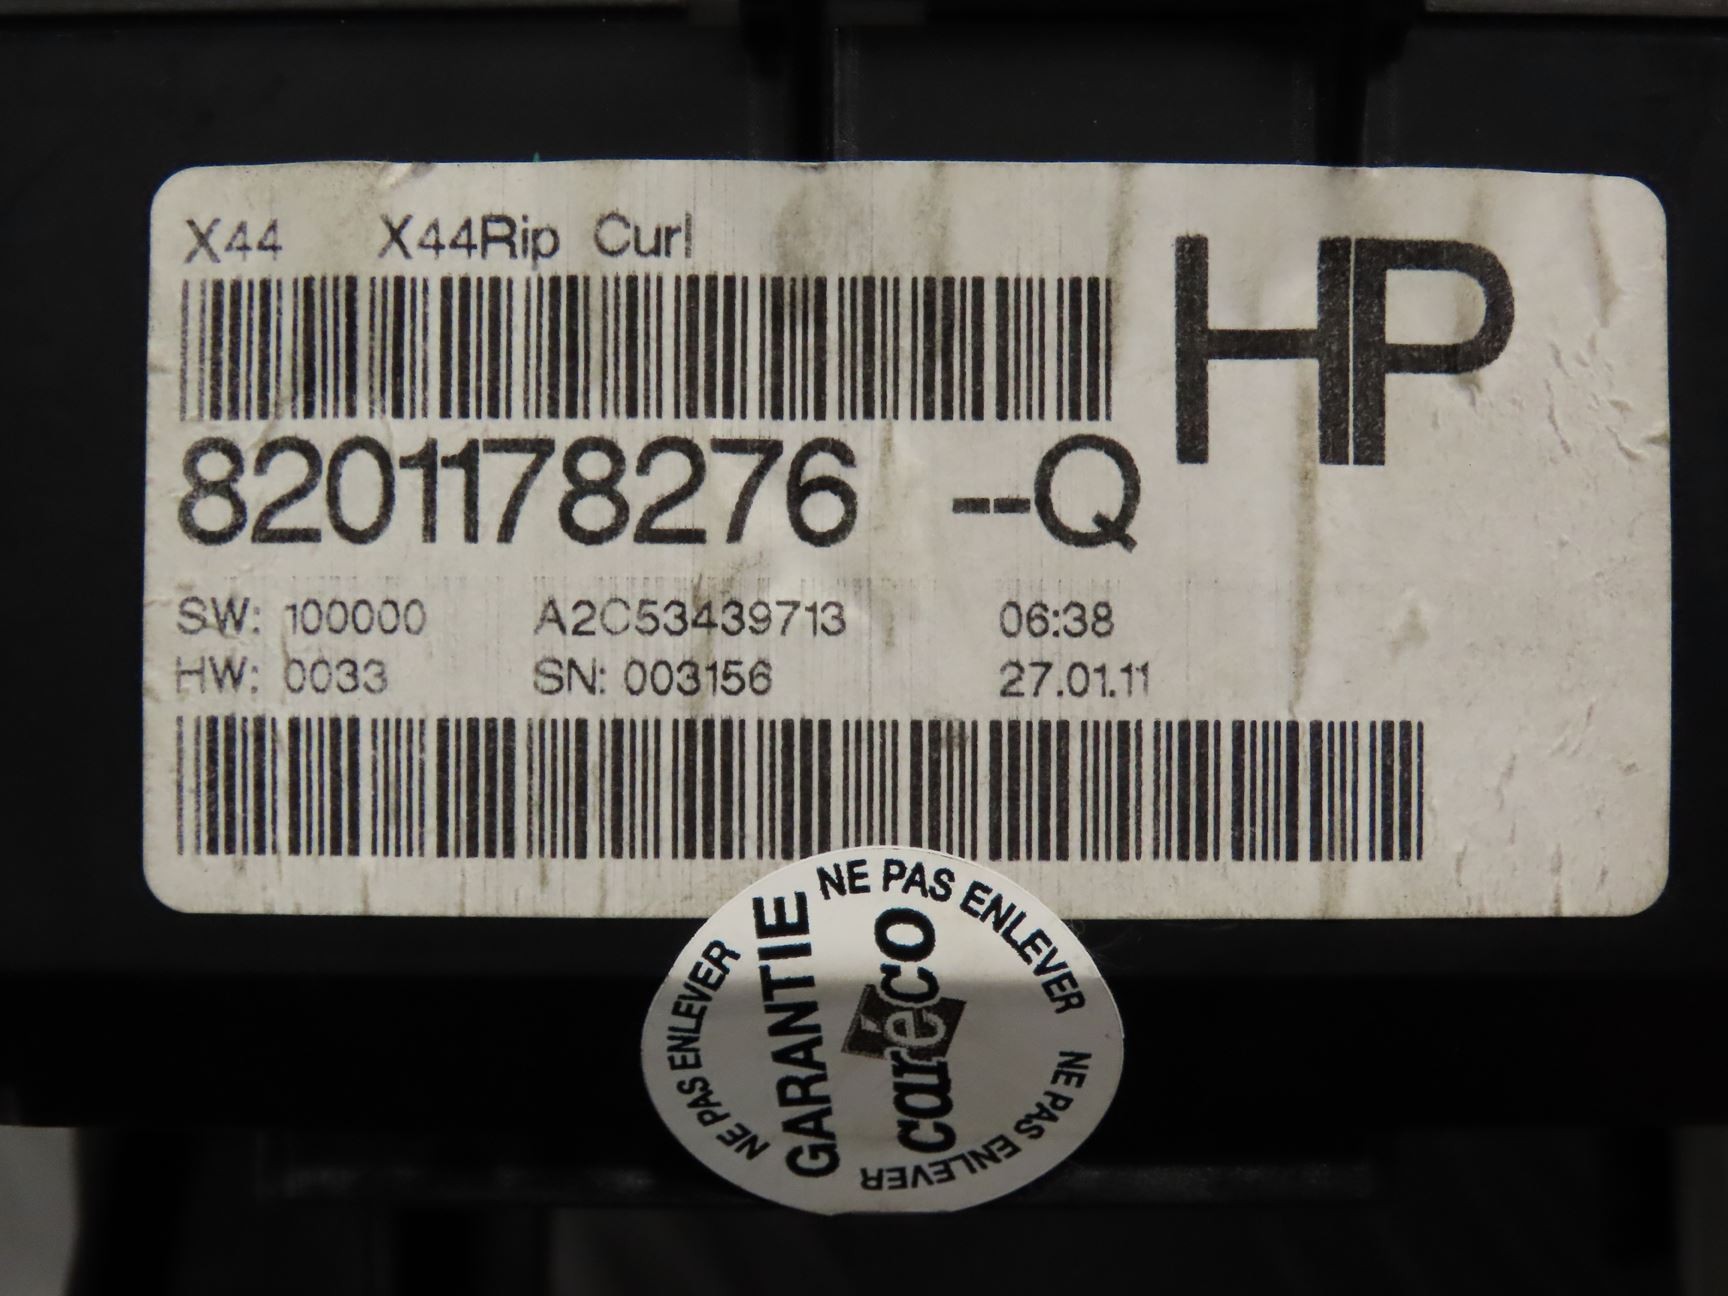 X44 X44Rip Curl
HP
8201178276 --Q
SW: 100000 A2C53439713 06:38
HW: 0033 SN: 003156 27.01.11
NE PAS ENLEVER
NE PAS ENLEVER
NE PAS ENLEVER
GARANTIE
careco